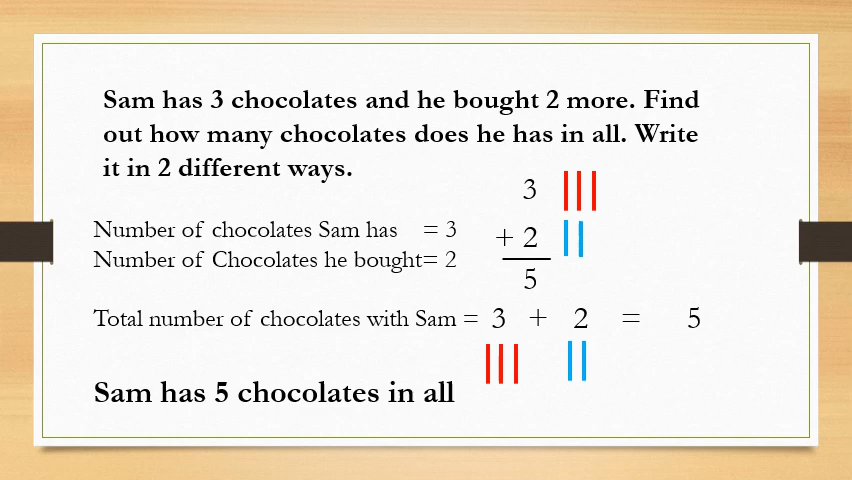 Sam has 3 chocolates and he bought 2 more. Find
out how many chocolates does he has in all. Write
it in 2 different ways.
3
Number of chocolates Sam has = 3
+ 2
Number of Chocolates he bought= 2
5
Total number of chocolates with Sam = 3 + 2 = 5
Sam has 5 chocolates in all